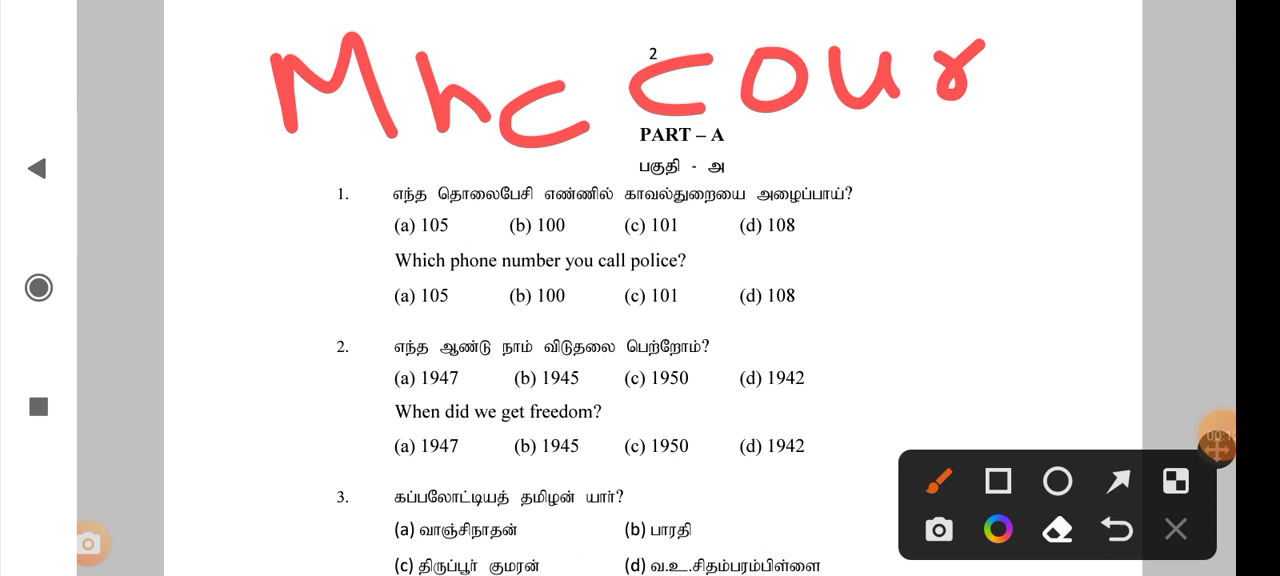 2
Mhc cour
PART – A
பகுதி - அ
1. எந்த தொலைபேசி எண்ணில் காவல்துறையை அழைப்பாய்?
(a) 105 (b) 100 (c) 101 (d) 108
Which phone number you call police?
(a) 105 (b) 100 (c) 101 (d) 108
2. எந்த ஆண்டு நாம் விடுதலை பெற்றோம்?
(a) 1947 (b) 1945 (c) 1950 (d) 1942
When did we get freedom?
(a) 1947 (b) 1945 (c) 1950 (d) 1942
3. கப்பலோட்டியத் தமிழன் யார்?
(a) வாஞ்சிநாதன் (b) பாரதி
(c) திருப்பூர் குமரன் (d) வ.உ.சிதம்பரம்பிள்ளை